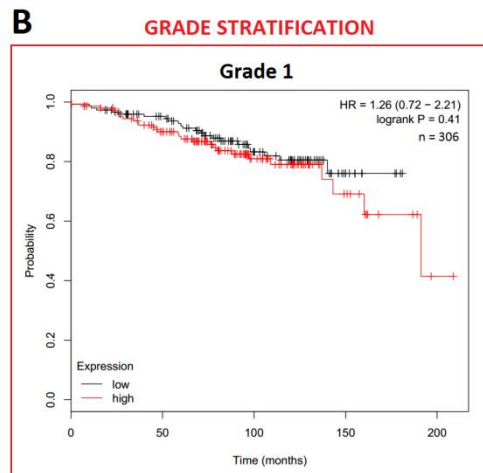 B
GRADE STRATIFICATION
Grade 1
HR = 1.26 (0.72 − 2.21)
logrank P = 0.41
n = 306
1.0
0.8
0.6
0.4
0.2
0.0
Probability
Expression
low
high
0
50
100
150
200
Time (months)